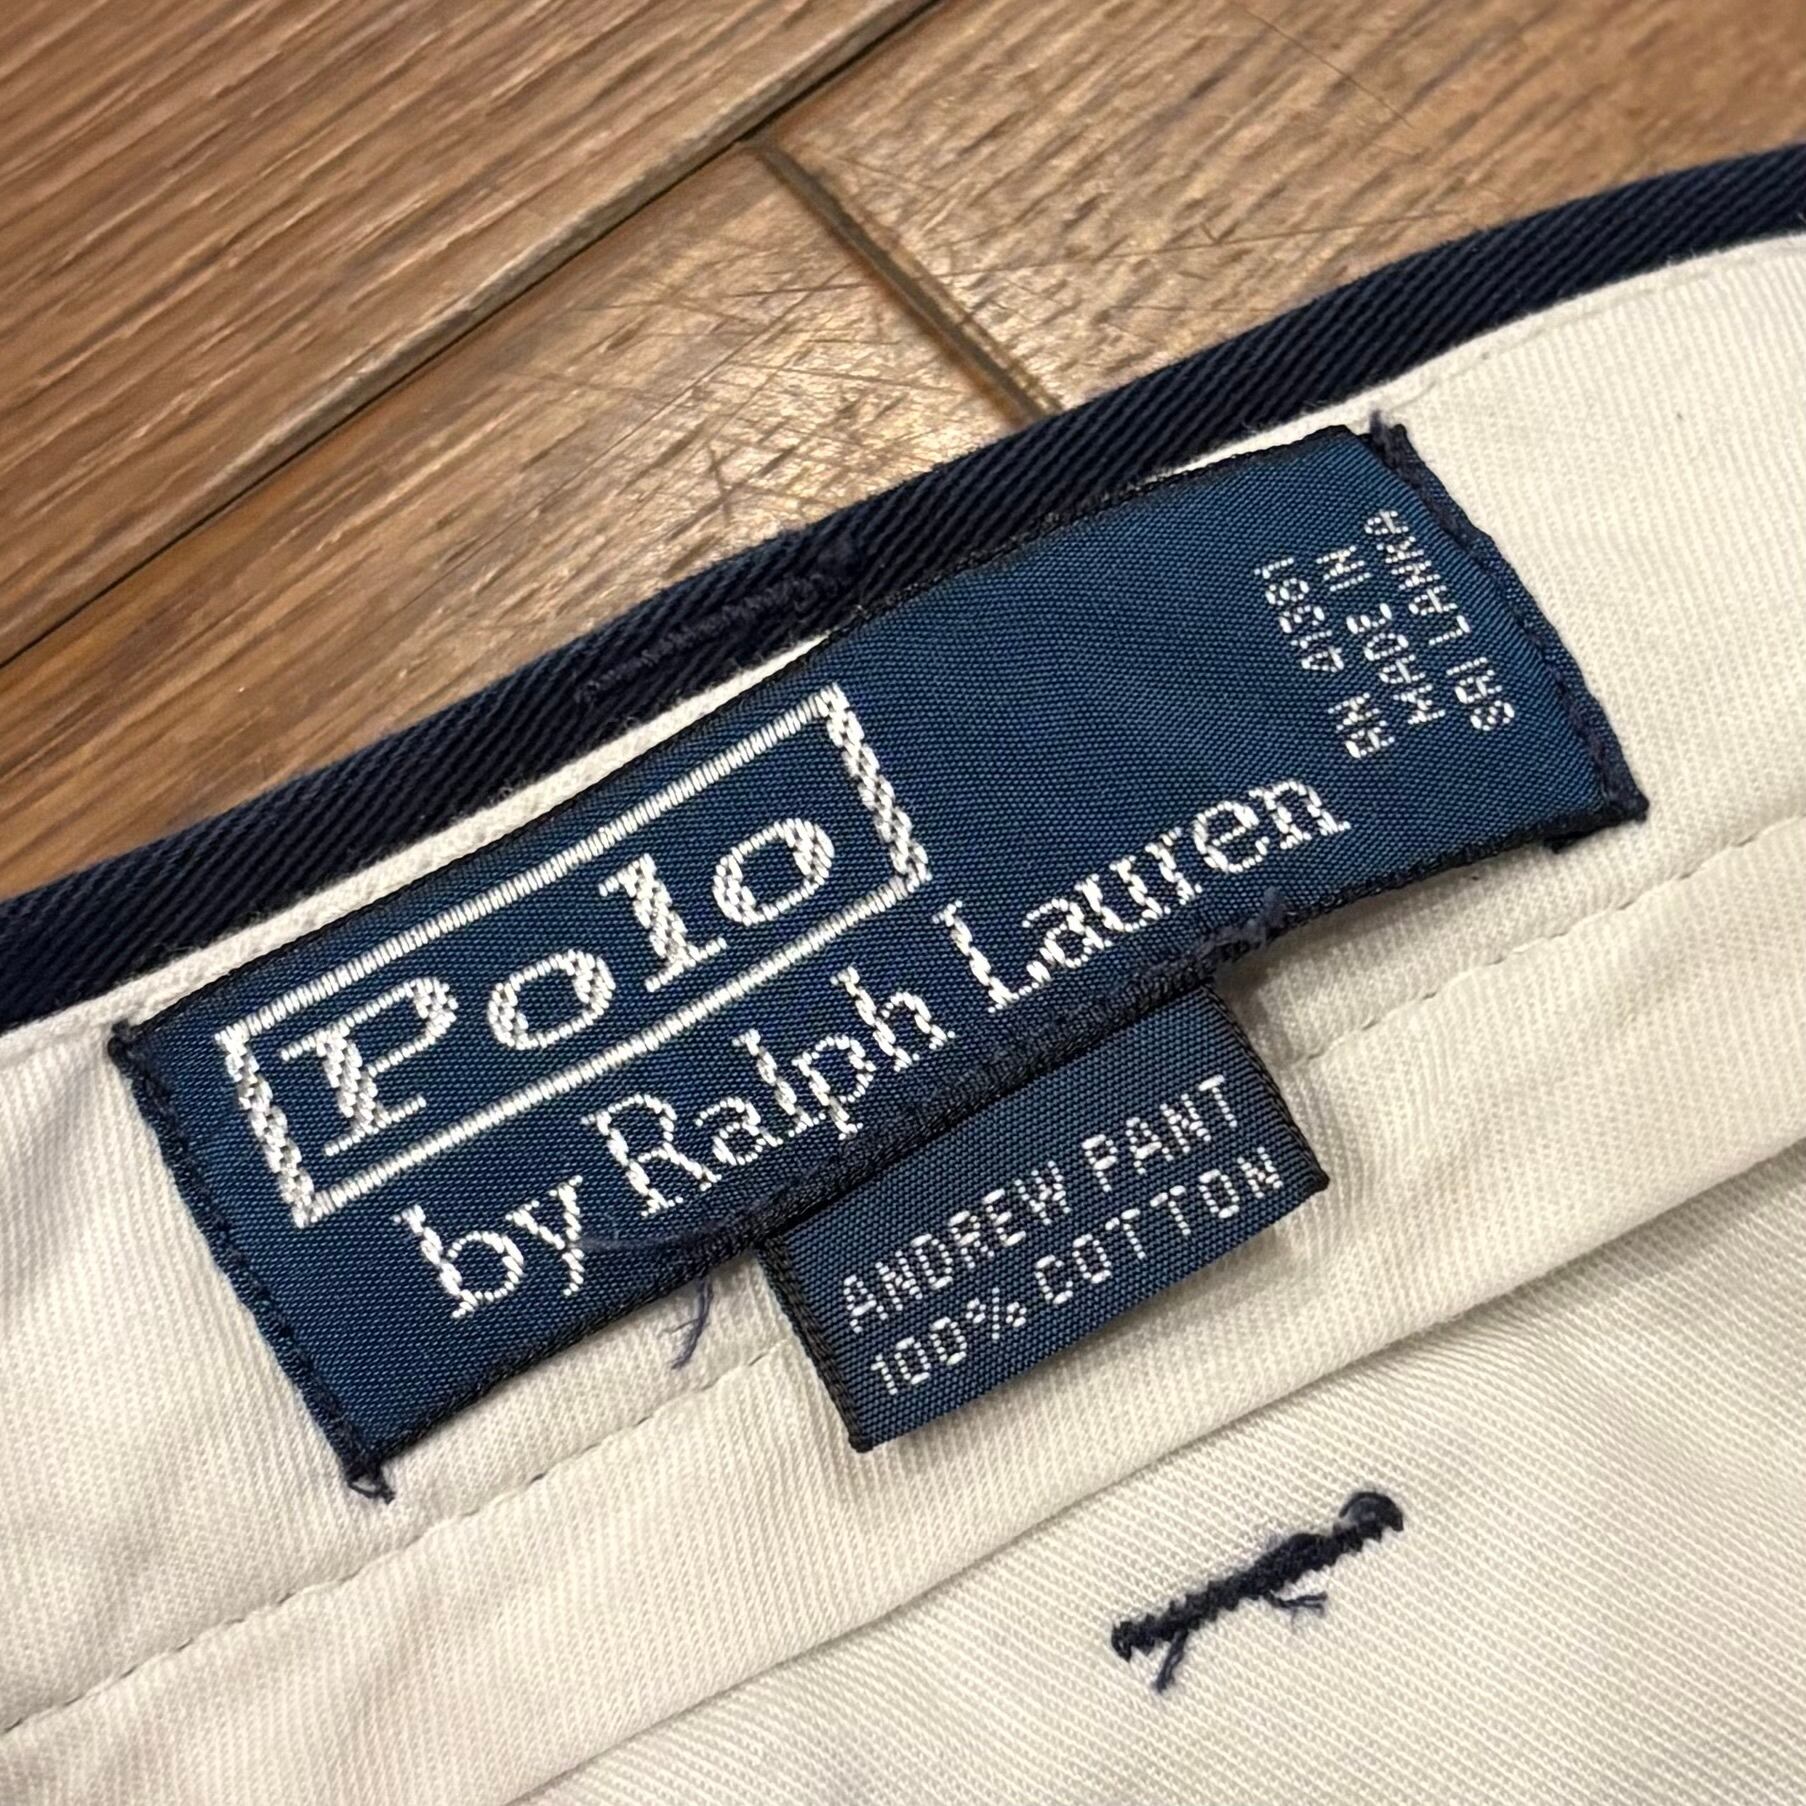 Polo
by Ralph Lauren
RN 41381
MADE IN
SRI LANKA
ANDREW PANT
100% COTTON